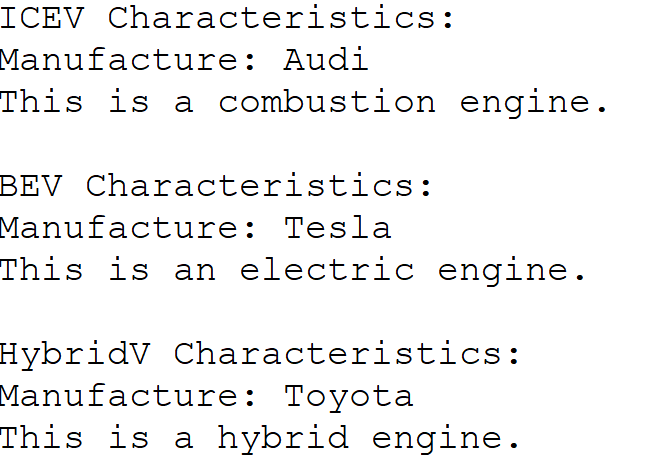 ICEV Characteristics:
Manufacture: Audi
This is a combustion engine.
BEV Characteristics:
Manufacture: Tesla
This is an electric engine.
HybridV Characteristics:
Manufacture: Toyota
This is a hybrid engine.